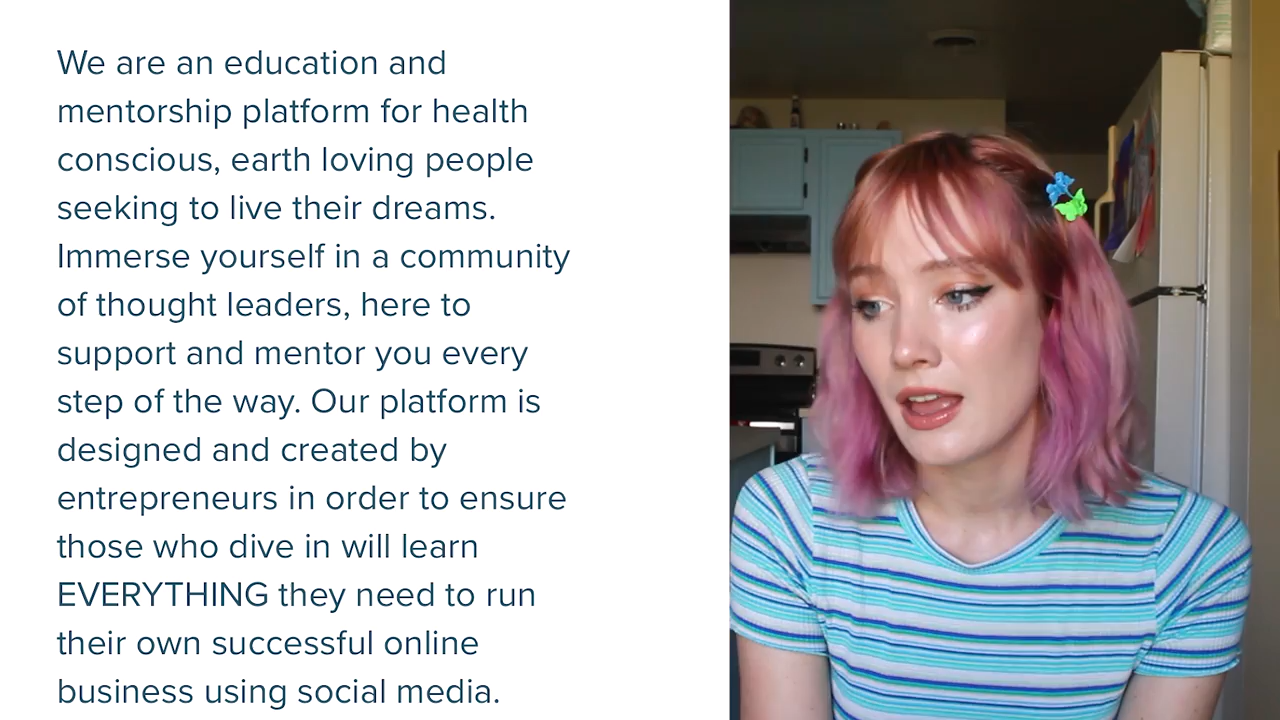 We are an education and
mentorship platform for health
conscious, earth loving people
seeking to live their dreams.
Immerse yourself in a community
of thought leaders, here to
support and mentor you every
step of the way. Our platform is
designed and created by
entrepreneurs in order to ensure
those who dive in will learn
EVERYTHING they need to run
their own successful online
business using social media.